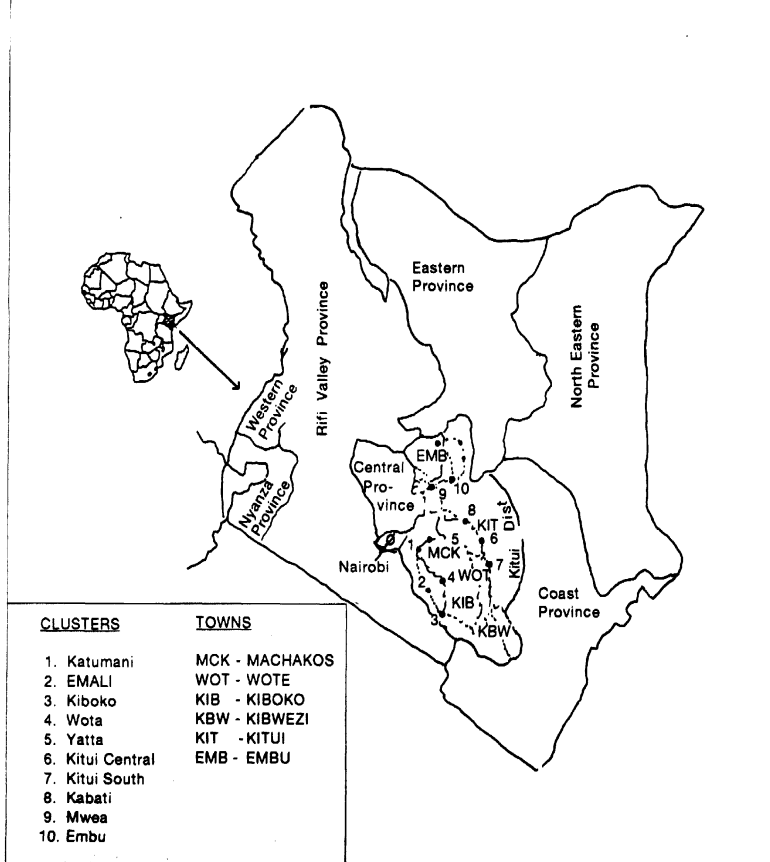 Eastern
Province
Rifi Valley Province
North Eastern
Province
Western
Province
EMB
Central
Pro-
vince
10
9
8
KIT
Dist
Kitui
Nyanza
Province
0
5
6
1
MCK
Nairobi
7
4
WOT
2
KIB
3
KBW
Coast
Province
CLUSTERS
TOWNS
1. Katumani
MCK - MACHAKOS
2. EMALI
WOT - WOTE
3. Kiboko
KIB - KIBOKO
4. Wota
KBW - KIBWEZI
5. Yatta
KIT - KITUI
6. Kitui Central
EMB - EMBU
7. Kitui South
8. Kabati
9. Mwea
10. Embu